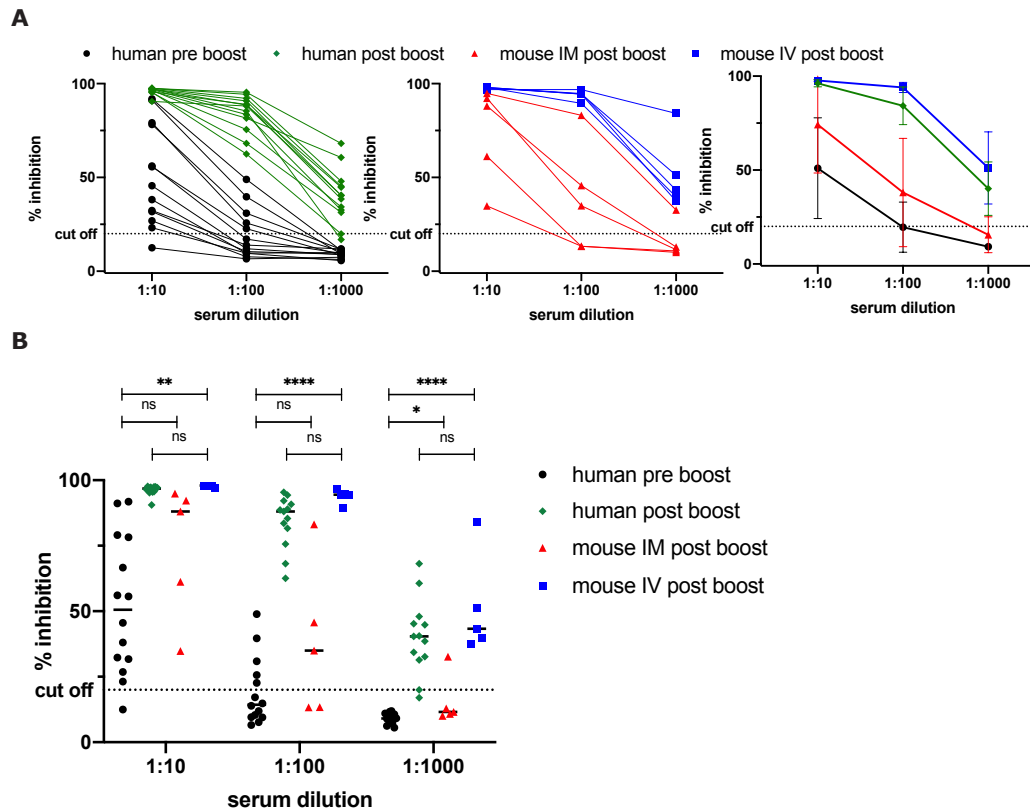 A
human pre boost human post boost mouse IM post boost mouse IV post boost
100 100 100
% inhibition % inhibition % inhibition
50 50 50
cut off cut off cut off
0 0 0
1:10 1:100 1:1000 1:10 1:100 1:1000 1:10 1:100 1:1000
serum dilution serum dilution serum dilution
B
** **** ****
ns ns *
ns ns ns
100
% inhibition
50
cut off
0
1:10 1:100 1:1000
serum dilution
human pre boost
human post boost
mouse IM post boost
mouse IV post boost